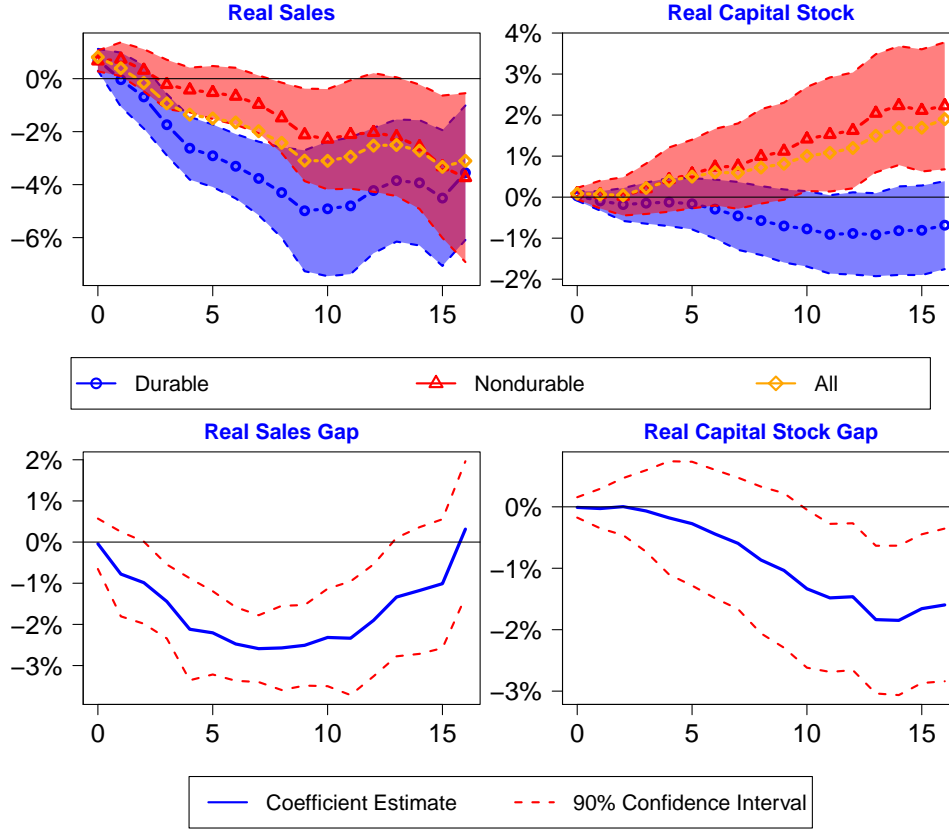 Real Sales
0%
−2%
−4%
−6%
0 5 10 15
Real Capital Stock
4%
3%
2%
1%
0%
−1%
−2%
0 5 10 15
Durable Nondurable All
Real Sales Gap
2%
1%
0%
−1%
−2%
−3%
0 5 10 15
Real Capital Stock Gap
0%
−1%
−2%
−3%
0 5 10 15
Coefficient Estimate 90% Confidence Interval